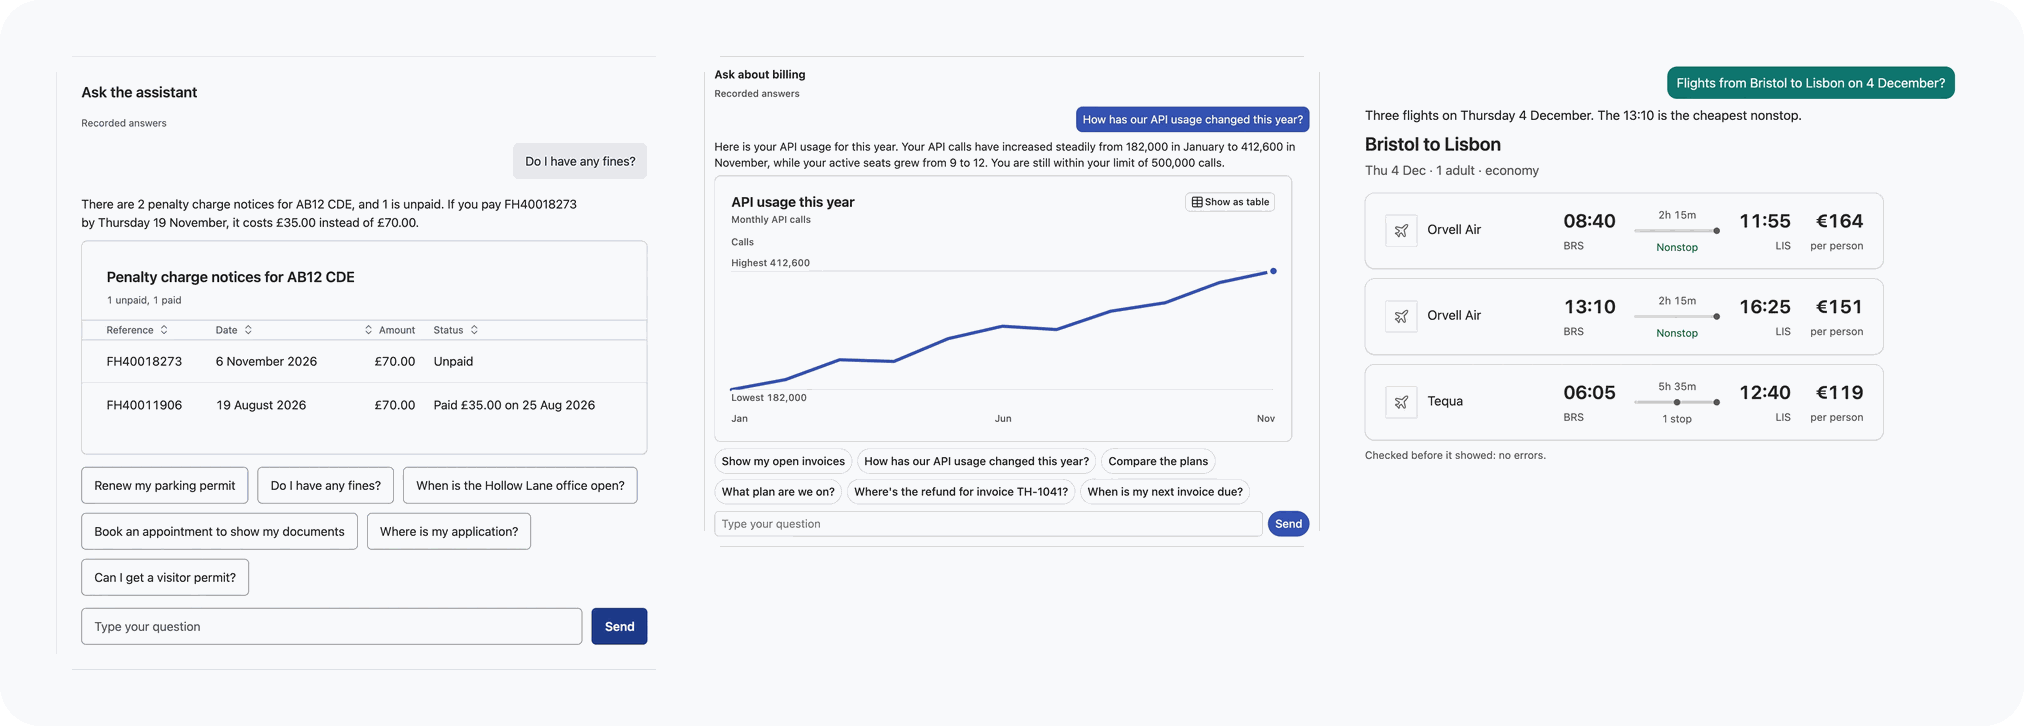 Ask the assistant
Recorded answers
Do I have any fines?
There are 2 penalty charge notices for AB12 CDE, and 1 is unpaid. If you pay FH40018273
by Thursday 19 November, it costs £35.00 instead of £70.00.
Penalty charge notices for AB12 CDE
1 unpaid, 1 paid
Reference Date Amount Status
FH40018273 6 November 2026 £70.00 Unpaid
FH40011906 19 August 2026 £70.00 Paid £35.00 on 25 Aug 2026
Renew my parking permit Do I have any fines? When is the Hollow Lane office open?
Book an appointment to show my documents Where is my application?
Can I get a visitor permit?
Type your question Send
Ask about billing
Recorded answers
How has our API usage changed this year?
Here is your API usage for this year. Your API calls have increased steadily from 182,000 in January to 412,600 in
November, while your active seats grew from 9 to 12. You are still within your limit of 500,000 calls.
API usage this year Show as table
Monthly API calls
Calls
Highest 412,600
Lowest 182,000
Jan Jun Nov
Show my open invoices How has our API usage changed this year? Compare the plans
What plan are we on? Where's the refund for invoice TH-1041? When is my next invoice due?
Type your question Send
Flights from Bristol to Lisbon on 4 December?
Three flights on Thursday 4 December. The 13:10 is the cheapest nonstop.
Bristol to Lisbon
Thu 4 Dec · 1 adult · economy
Orvell Air 08:40 2h 15m 11:55 €164
BRS Nonstop LIS per person
Orvell Air 13:10 2h 15m 16:25 €151
BRS Nonstop LIS per person
Tequa 06:05 5h 35m 12:40 €119
BRS 1 stop LIS per person
Checked before it showed: no errors.